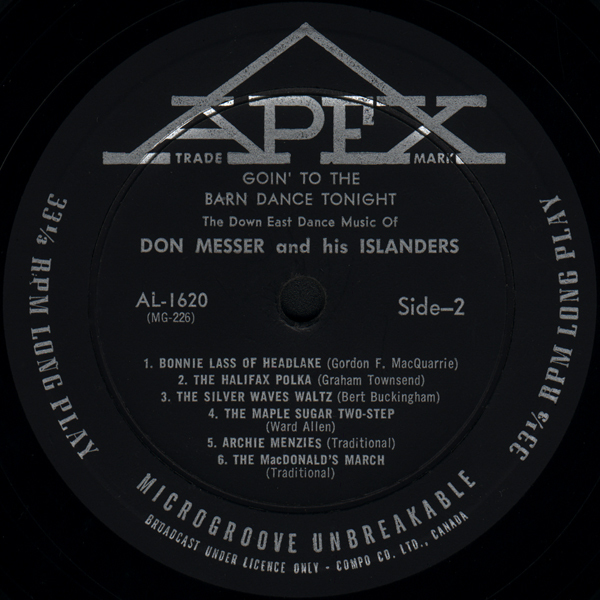 APEX
TRADE MARK
GOIN' TO THE
BARN DANCE TONIGHT
The Down East Dance Music Of
DON MESSER and his ISLANDERS
AL-1620
(MG-226)
Side-2
1. BONNIE LASS OF HEADLAKE (Gordon F. MacQuarrie)
2. THE HALIFAX POLKA (Graham Townsend)
3. THE SILVER WAVES WALTZ (Bert Buckingham)
4. THE MAPLE SUGAR TWO-STEP
(Ward Allen)
5. ARCHIE MENZIES (Traditional)
6. THE MacDONALD'S MARCH
(Traditional)
33⅓ RPM LONG PLAY
33⅓ RPM LONG PLAY
MICROGROOVE UNBREAKABLE
BROADCAST UNDER LICENCE ONLY - COMPO CO. LTD., CANADA